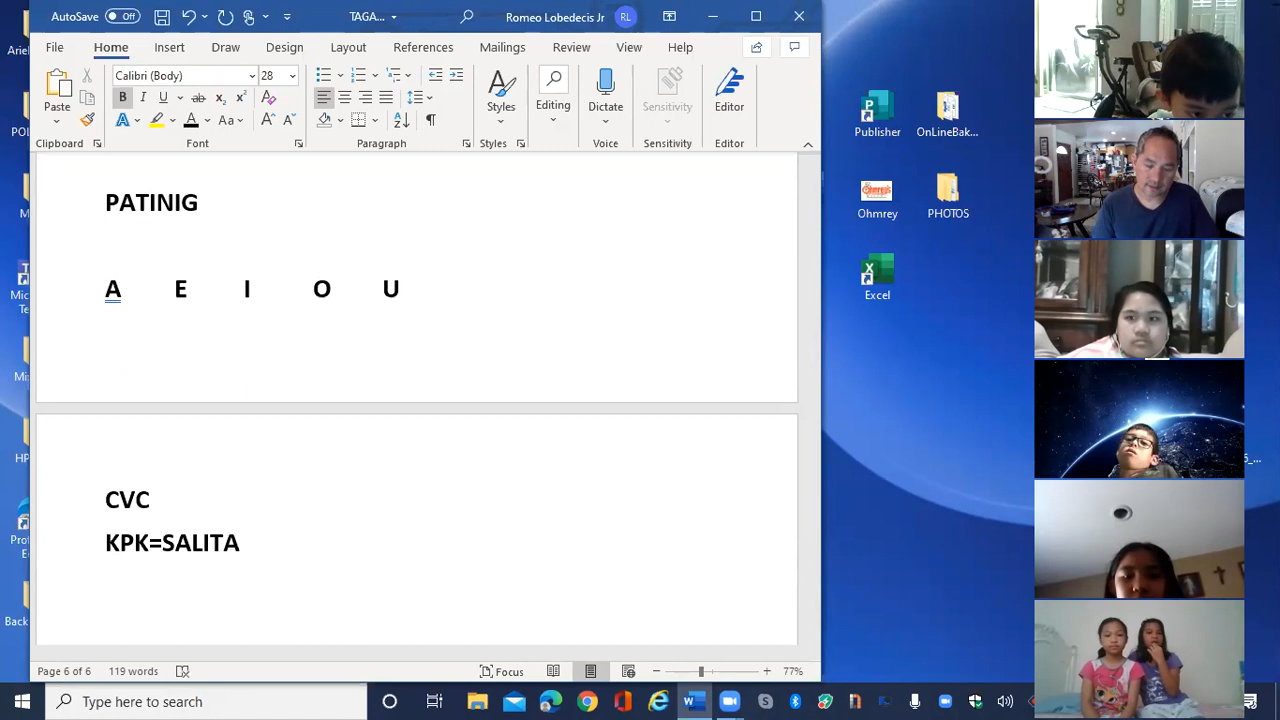 AutoSave Off TAGA... Romeo Lobedecis Jr RL
File Home Insert Draw Design Layout References Mailings Review View Help
Calibri (Body) 28
Paste Styles Editing Dictate Sensitivity Editor
Clipboard Font Paragraph Styles Voice Sensitivity Editor
PATINIG
A E I O U
CVC
KPK=SALITA
Page 6 of 6 119 words Focus 77%
Type here to search
Publisher OnLineBak...
Ohmrey PHOTOS
Excel